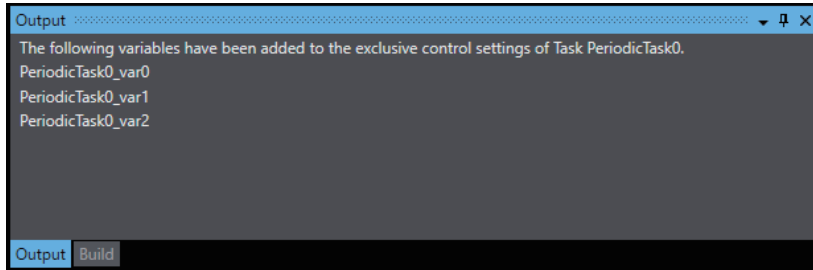 Output
The following variables have been added to the exclusive control settings of Task PeriodicTask0.
PeriodicTask0_var0
PeriodicTask0_var1
PeriodicTask0_var2
Output Build